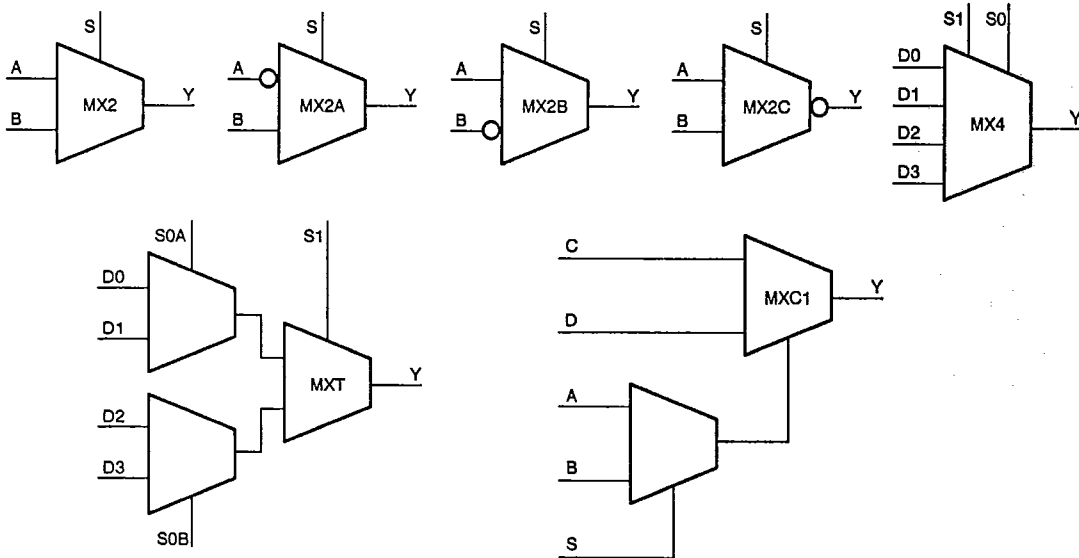 S
A
B
MX2
Y
S
A
B
MX2A
Y
S
A
B
MX2B
Y
S
A
B
MX2C
Y
S1 S0
D0
D1
D2
D3
MX4
Y
S0A
D0
D1
D2
D3
S0B
S1
MXT
Y
C
D
MXC1
Y
A
B
S